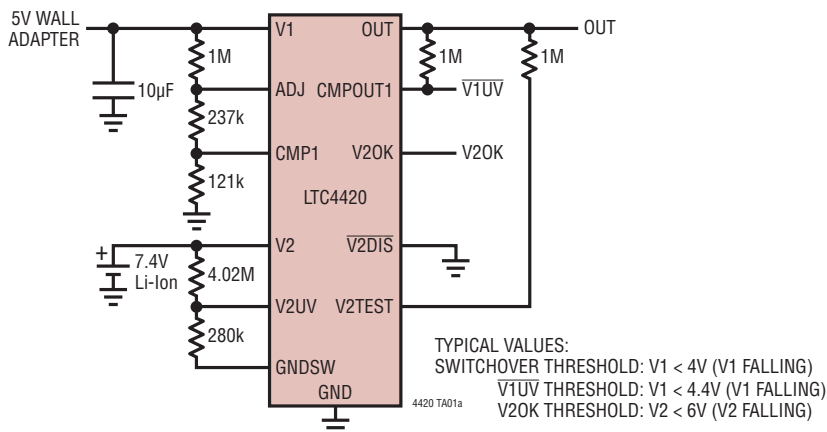 5V WALL
ADAPTER
V1
OUT
OUT
1M
1M
1M
10µF
ADJ
CMPOUT1
V1UV
237k
CMP1
V2OK
V2OK
121k
LTC4420
V2
V2DIS
+
7.4V
Li-Ion
4.02M
V2UV
V2TEST
280k
GNDSW
GND
4420 TA01a
TYPICAL VALUES:
SWITCHOVER THRESHOLD: V1 < 4V (V1 FALLING)
V1UV THRESHOLD: V1 < 4.4V (V1 FALLING)
V2OK THRESHOLD: V2 < 6V (V2 FALLING)